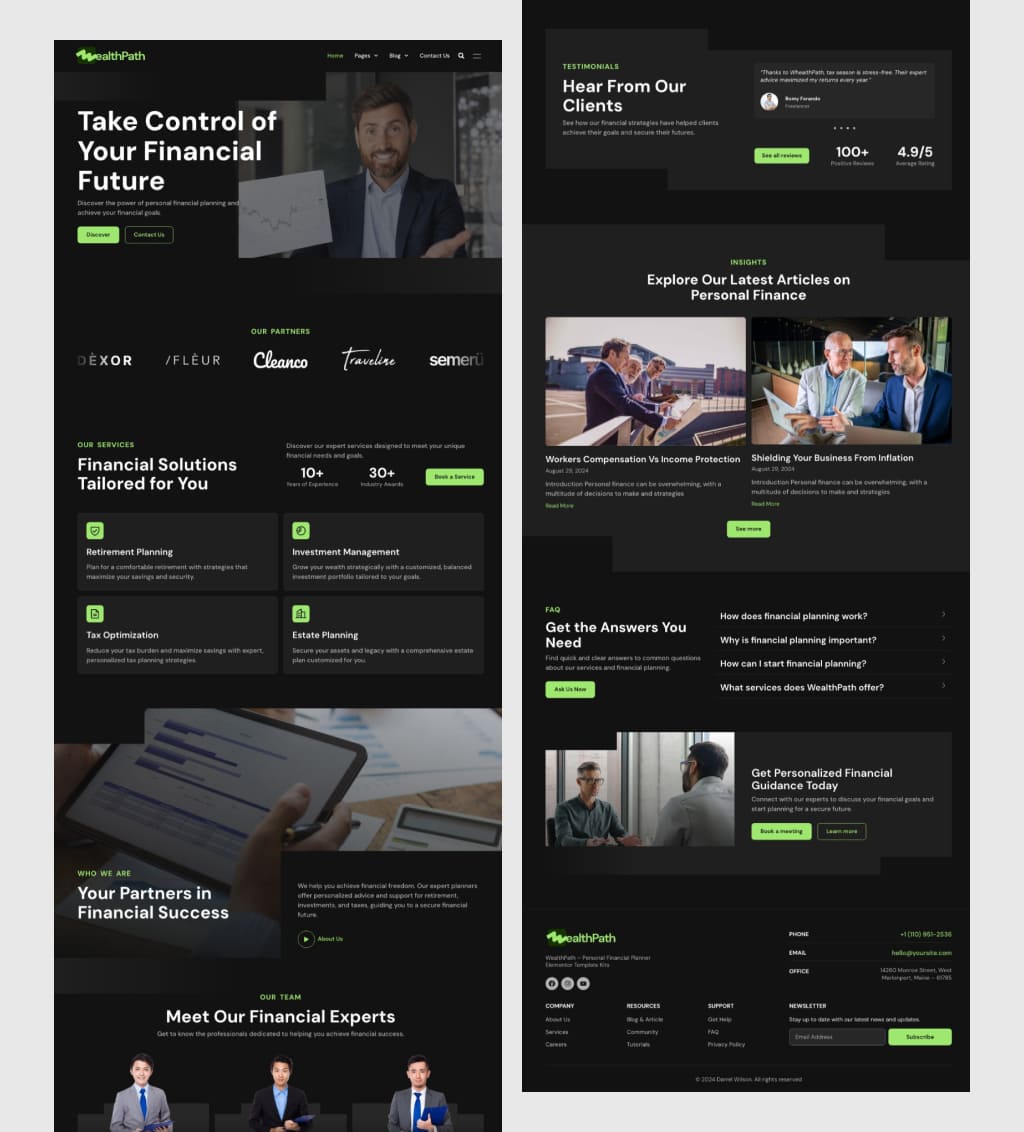 WealthPath
Home Pages Blog Contact Us
Take Control of
Your Financial
Future
Discover the power of personal financial planning and
achieve your financial goals.
Discover Contact Us
OUR PARTNERS
DĖXOR /FLĒUR Cleanco Traveline semerü
OUR SERVICES
Financial Solutions
Tailored for You
Discover our expert services designed to meet your unique
financial needs and goals.
10+ 30+
Years of Experience Industry Awards
Book a Service
Retirement Planning
Plan for a comfortable retirement with strategies that
maximize your savings and security.
Investment Management
Grow your wealth strategically with a customized, balanced
investment portfolio tailored to your goals.
Tax Optimization
Reduce your tax burden and maximize savings with expert,
personalized tax planning strategies.
Estate Planning
Secure your assets and legacy with a comprehensive estate
plan customized for you.
WHO WE ARE
Your Partners in
Financial Success
We help you achieve financial freedom. Our expert planners
offer personalized advice and support for retirement,
investments, and taxes, guiding you to a secure financial
future.
About Us
OUR TEAM
Meet Our Financial Experts
Get to know the professionals dedicated to helping you achieve financial success.
TESTIMONIALS
Hear From Our
Clients
See how our financial strategies have helped clients
achieve their goals and secure their futures.
"Thanks to WhealthPath, tax season is stress-free. Their expert
advice maximized my returns every year."
Romy Forando
Freelancer
See all reviews
100+ 4.9/5
Positive Reviews Average Rating
INSIGHTS
Explore Our Latest Articles on
Personal Finance
Workers Compensation Vs Income Protection
August 29, 2024
Introduction Personal finance can be overwhelming, with a
multitude of decisions to make and strategies
Read More
Shielding Your Business From Inflation
August 29, 2024
Introduction Personal finance can be overwhelming, with a
multitude of decisions to make and strategies
Read More
See more
FAQ
Get the Answers You
Need
Find quick and clear answers to common questions
about our services and financial planning.
Ask Us Now
How does financial planning work?
Why is financial planning important?
How can I start financial planning?
What services does WealthPath offer?
Get Personalized Financial
Guidance Today
Connect with our experts to discuss your financial goals and
start planning for a secure future.
Book a meeting Learn more
WealthPath
WealthPath – Personal Financial Planner
Elementor Template Kits
PHONE +1 (110) 951-2536
EMAIL hello@yoursite.com
OFFICE 14260 Monroe Street, West
Marlonport, Maine – 61785
COMPANY
About Us
Services
Careers
RESOURCES
Blog & Article
Community
Tutorials
SUPPORT
Get Help
FAQ
Privacy Policy
NEWSLETTER
Stay up to date with our latest news and updates.
Email Address Subscribe
© 2024 Darrel Wilson. All rights reserved